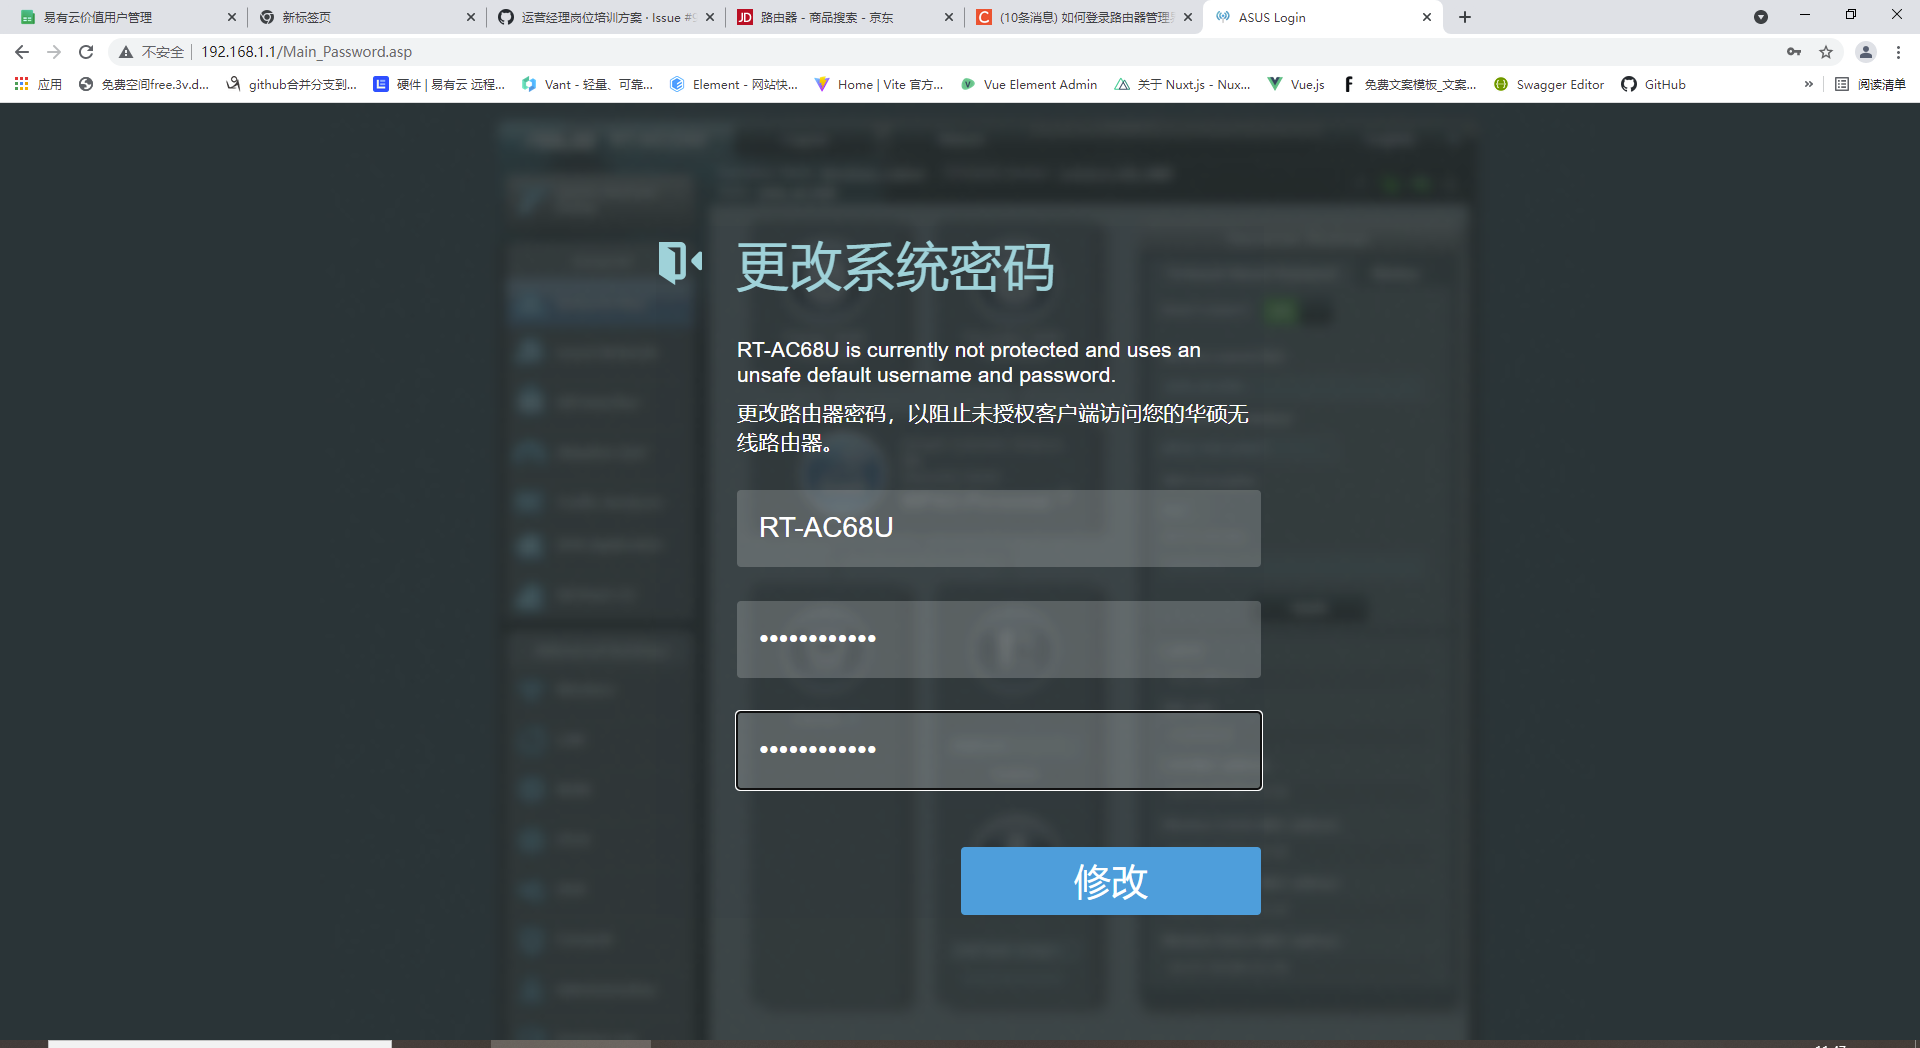 易有云价值用户管理
新标签页
运营经理岗位培训方案 · Issue #9
路由器 - 商品搜索 - 京东
(10条消息) 如何登录路由器管理
ASUS Login
不安全
192.168.1.1/Main_Password.asp
应用
免费空间free.3v.d...
github合并分支到...
硬件 | 易有云 远程...
Vant - 轻量、可靠...
Element - 网站快...
Home | Vite 官方...
Vue Element Admin
关于 Nuxt.js - Nux...
Vue.js
免费文案模板_文案...
Swagger Editor
GitHub
»
阅读清单
更改系统密码
RT-AC68U is currently not protected and uses an
unsafe default username and password.
更改路由器密码，以阻止未授权客户端访问您的华硕无
线路由器。
RT-AC68U
••••••••••••
••••••••••••
修改